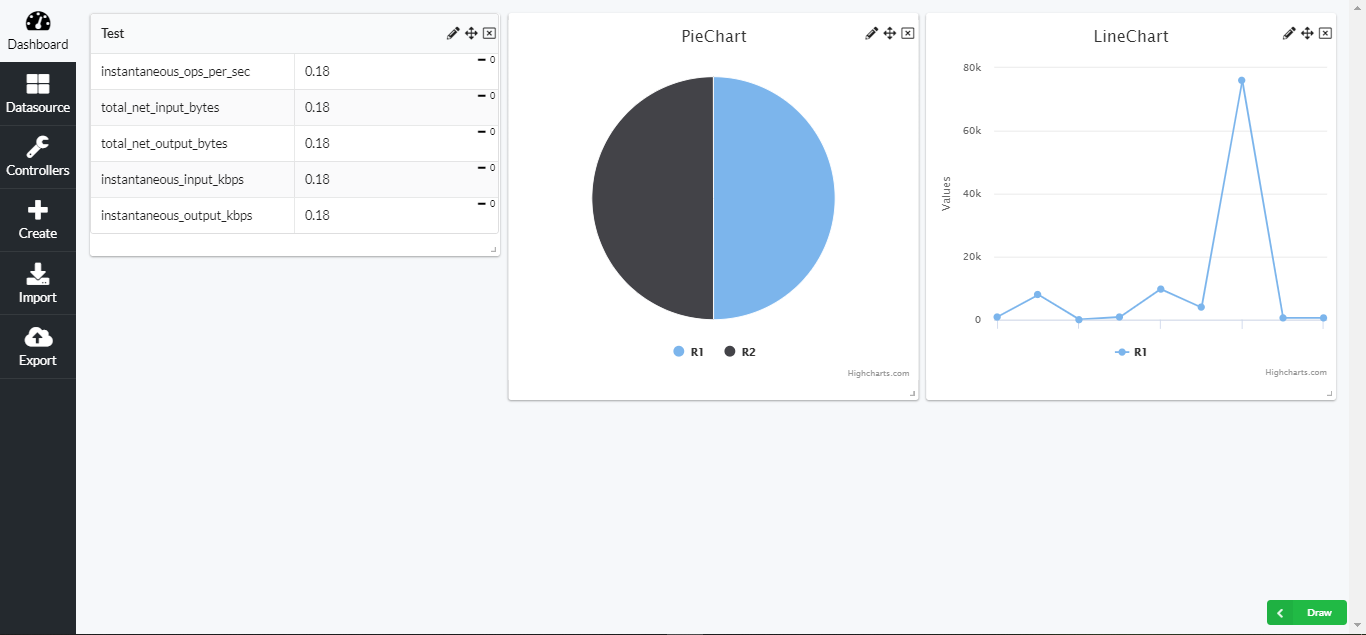 Dashboard
Datasource
Controllers
Create
Import
Export
Test
instantaneous_ops_per_sec 0.18 0
total_net_input_bytes 0.18 0
total_net_output_bytes 0.18 0
instantaneous_input_kbps 0.18 0
instantaneous_output_kbps 0.18 0
PieChart
R1 R2
Highcharts.com
LineChart
Values
80k
60k
40k
20k
0
R1
Highcharts.com
Draw